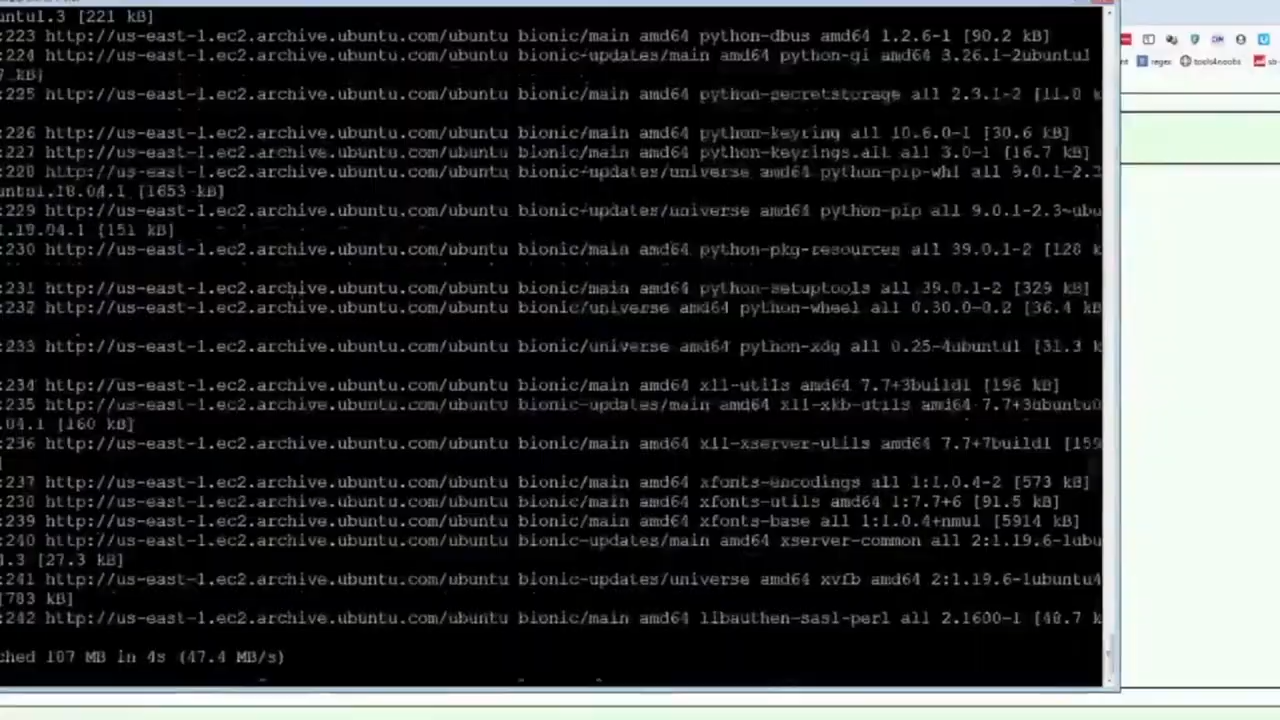 untu1.3 [221 kB]
:223 http://us-east-1.ec2.archive.ubuntu.com/ubuntu bionic/main amd64 python-dbus amd64 1.2.6-1 [90.2 kB]
:224 http://us-east-1.ec2.archive.ubuntu.com/ubuntu bionic-updates/main amd64 python-gi amd64 3.26.1-2ubuntu1
7 kB]
:225 http://us-east-1.ec2.archive.ubuntu.com/ubuntu bionic/main amd64 python-secretstorage all 2.3.1-2 [11.8 k
:226 http://us-east-1.ec2.archive.ubuntu.com/ubuntu bionic/main amd64 python-keyring all 10.6.0-1 [30.6 kB]
:227 http://us-east-1.ec2.archive.ubuntu.com/ubuntu bionic/main amd64 python-keyrings.alt all 3.0-1 [16.7 kB]
:228 http://us-east-1.ec2.archive.ubuntu.com/ubuntu bionic-updates/universe amd64 python-pip-whl all 9.0.1-2.3
untu1.18.04.1 [1653 kB]
:229 http://us-east-1.ec2.archive.ubuntu.com/ubuntu bionic-updates/universe amd64 python-pip all 9.0.1-2.3~ubu
1.18.04.1 [151 kB]
:230 http://us-east-1.ec2.archive.ubuntu.com/ubuntu bionic/main amd64 python-pkg-resources all 39.0.1-2 [128 k
:231 http://us-east-1.ec2.archive.ubuntu.com/ubuntu bionic/main amd64 python-setuptools all 39.0.1-2 [329 kB]
:232 http://us-east-1.ec2.archive.ubuntu.com/ubuntu bionic/universe amd64 python-wheel all 0.30.0-0.2 [36.4 kB
:233 http://us-east-1.ec2.archive.ubuntu.com/ubuntu bionic/universe amd64 python-xdg all 0.25-4ubuntu1 [31.3 k
:234 http://us-east-1.ec2.archive.ubuntu.com/ubuntu bionic/main amd64 x11-utils amd64 7.7+3build1 [196 kB]
:235 http://us-east-1.ec2.archive.ubuntu.com/ubuntu bionic-updates/main amd64 x11-xkb-utils amd64 7.7+3ubuntu0
.04.1 [160 kB]
:236 http://us-east-1.ec2.archive.ubuntu.com/ubuntu bionic/main amd64 x11-xserver-utils amd64 7.7+7build1 [159
]
:237 http://us-east-1.ec2.archive.ubuntu.com/ubuntu bionic/main amd64 xfonts-encodings all 1:1.0.4-2 [573 kB]
:238 http://us-east-1.ec2.archive.ubuntu.com/ubuntu bionic/main amd64 xfonts-utils amd64 1:7.7+6 [91.5 kB]
:239 http://us-east-1.ec2.archive.ubuntu.com/ubuntu bionic/main amd64 xfonts-base all 1:1.0.4+nmu1 [5914 kB]
:240 http://us-east-1.ec2.archive.ubuntu.com/ubuntu bionic-updates/main amd64 xserver-common all 2:1.19.6-1ubu
4.3 [27.3 kB]
:241 http://us-east-1.ec2.archive.ubuntu.com/ubuntu bionic-updates/universe amd64 xvfb amd64 2:1.19.6-1ubuntu4
[783 kB]
:242 http://us-east-1.ec2.archive.ubuntu.com/ubuntu bionic/main amd64 libauthen-sasl-perl all 2.1600-1 [48.7 k
ched 107 MB in 4s (47.4 MB/s)
nt regex tools4noobs